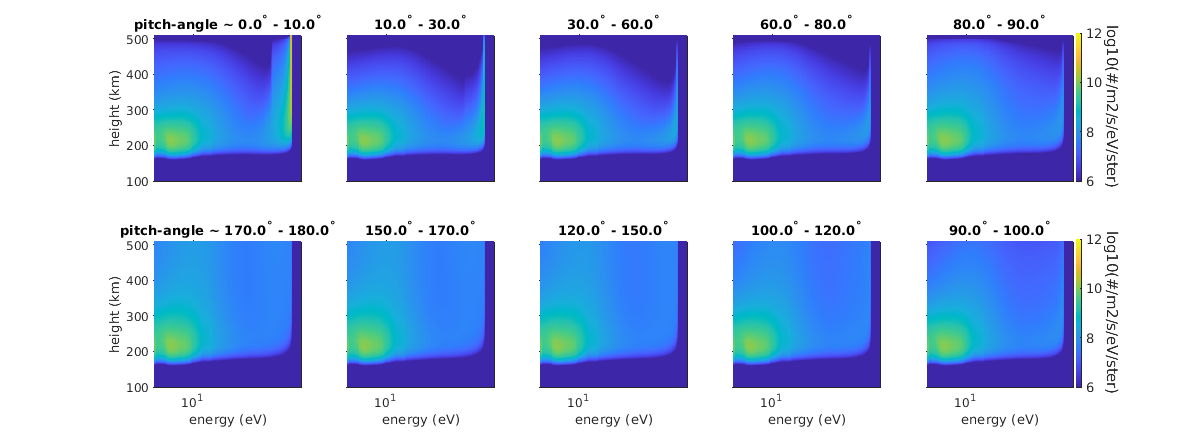 pitch-angle ~ 0.0° - 10.0°
10.0° - 30.0°
30.0° - 60.0°
60.0° - 80.0°
80.0° - 90.0°
500
400
300
200
100
height (km)
12
10
8
6
log10(#/m2/s/eV/ster)
pitch-angle ~ 170.0° - 180.0°
150.0° - 170.0°
120.0° - 150.0°
100.0° - 120.0°
90.0° - 100.0°
500
400
300
200
100
height (km)
12
10
8
6
log10(#/m2/s/eV/ster)
10¹
10¹
10¹
10¹
10¹
energy (eV)
energy (eV)
energy (eV)
energy (eV)
energy (eV)